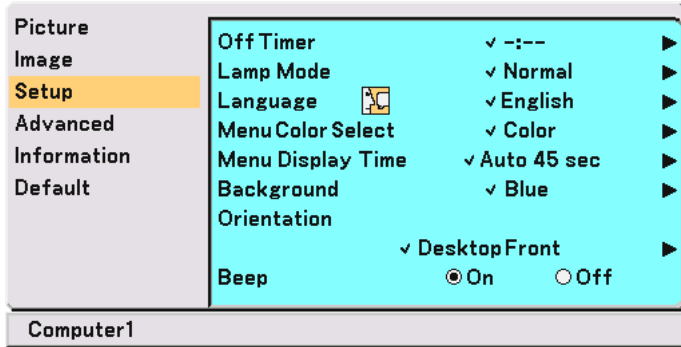 Picture
Image
Setup
Advanced
Information
Default
Off Timer ✓ -:--
Lamp Mode ✓ Normal
Language ✓ English
Menu Color Select ✓ Color
Menu Display Time ✓ Auto 45 sec
Background ✓ Blue
Orientation
✓ Desktop Front
Beep On Off
Computer1